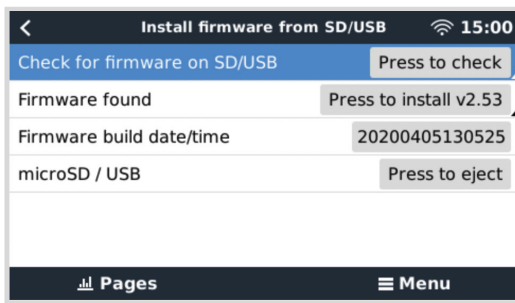 Install firmware from SD/USB 15:00
Check for firmware on SD/USB Press to check
Firmware found Press to install v2.53
Firmware build date/time 20200405130525
microSD / USB Press to eject
Pages Menu